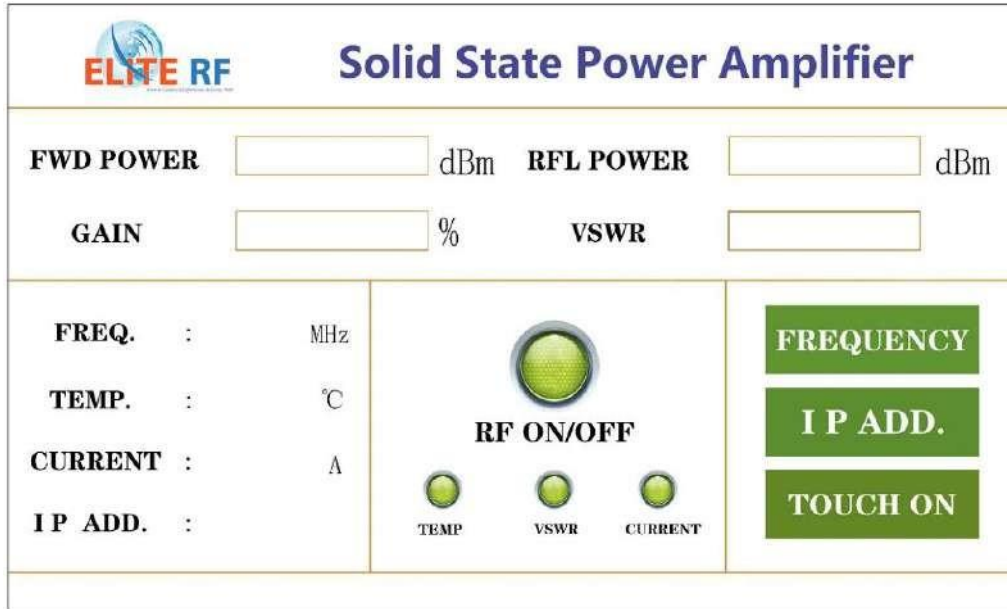 ELITE RF
Solid State Power Amplifier
FWD POWER dBm RFL POWER dBm
GAIN % VSWR
FREQ. : MHz
TEMP. : ℃
CURRENT : A
I P ADD. :
RF ON/OFF
TEMP VSWR CURRENT
FREQUENCY
I P ADD.
TOUCH ON